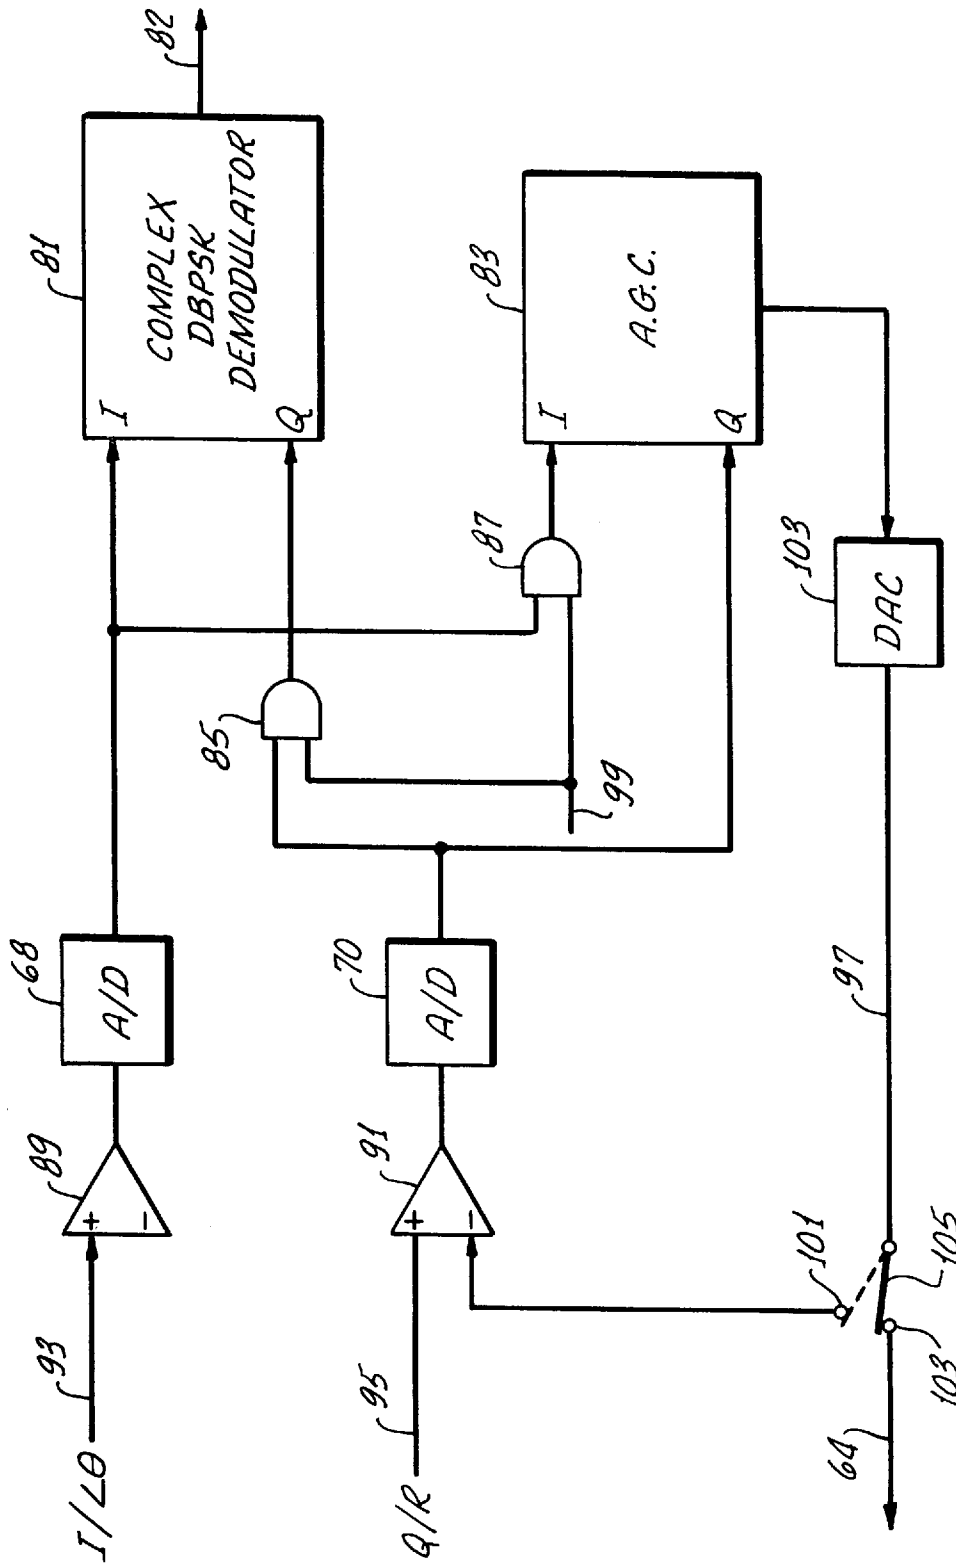 I/∠θ
93
89
+
−
68
A/D
81
I
COMPLEX
DBPSK
DEMODULATOR
Q
82
Q/R
95
91
+
−
70
A/D
85
99
87
83
I
A.G.C.
Q
64
103
101
105
97
103
DAC